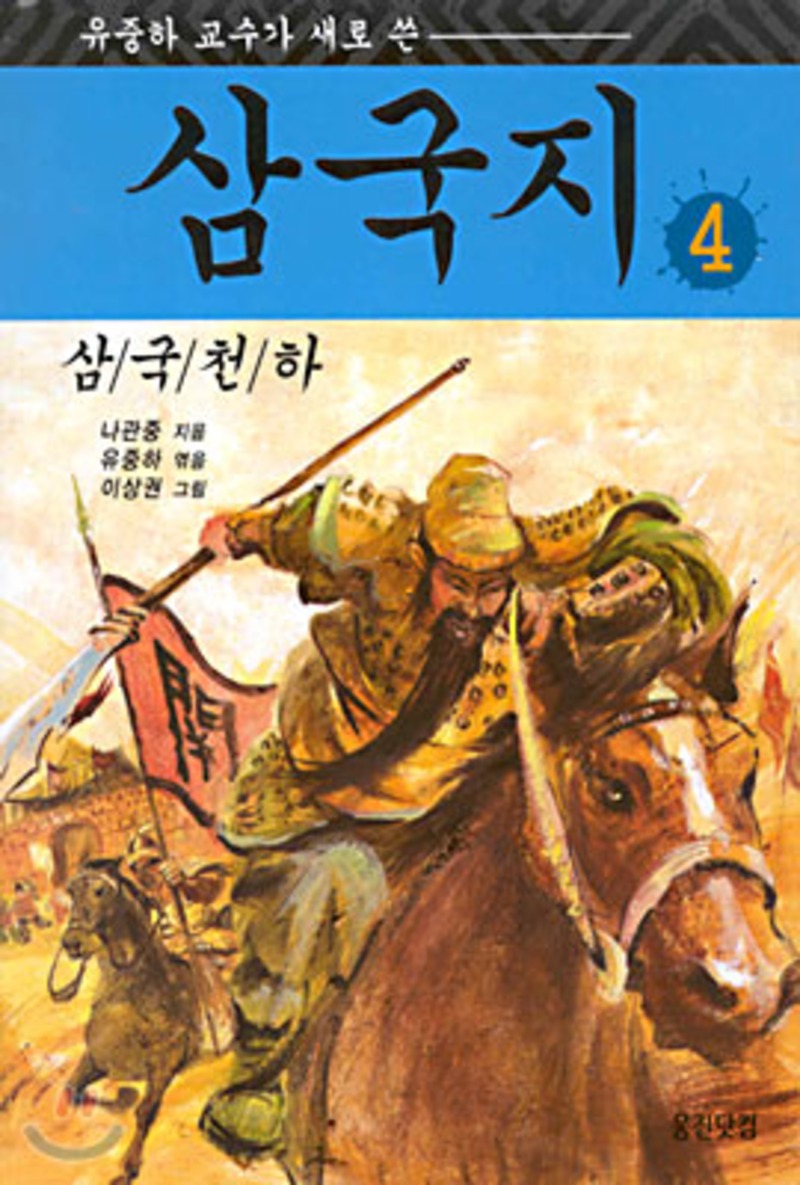 유중하 교수가 새로 쓴
삼국지
4
삼/국/천/하
나관중 지음
유중하 엮음
이상권 그림
關
웅진닷컴